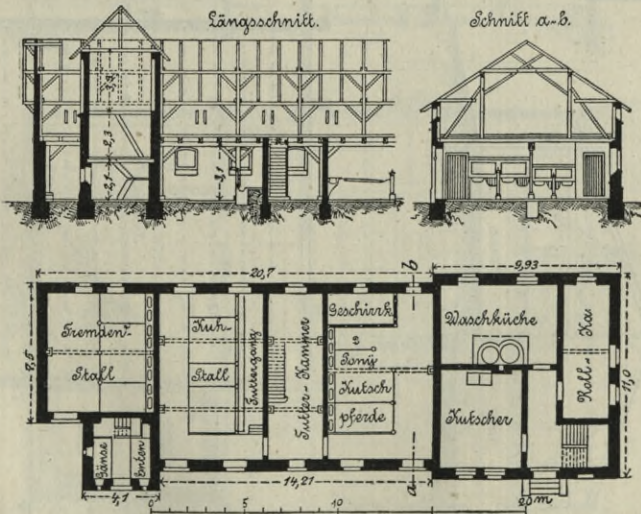 Längsschnitt.
Schnitt a-b.
3,3
2,3
2,1
3,1
20,7
b
9,93
8,5
11,0
Fremden-
Stall
Kuh-
Stall
Futtergang
Futter-Kammer
Geschirrk.
2
Pony
Kutsch
pferde
Waschküche
Kutscher
Roll-Ka
Gänse
Enten
4,1
14,21
a
0
5
10
20 m